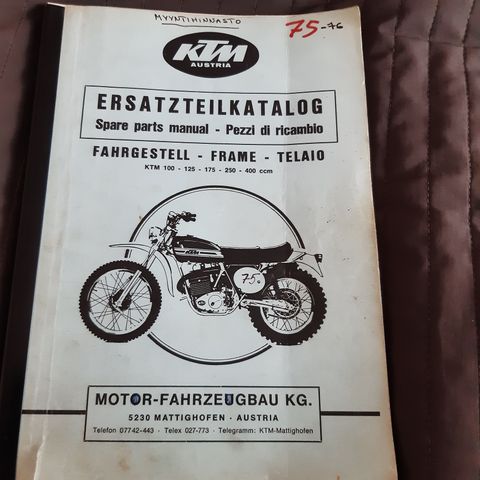 MYYNTIHINNASTO
75-76
KTM
AUSTRIA
ERSATZTEILKATALOG
Spare parts manual - Pezzi di ricambio
FAHRGESTELL - FRAME - TELAIO
KTM 100 - 125 - 175 - 250 - 400 ccm
KTM
75
MOTOR-FAHRZEUGBAU KG.
5230 MATTIGHOFEN · AUSTRIA
Telefon 07742-443 · Telex 027-773 · Telegramm: KTM-Mattighofen